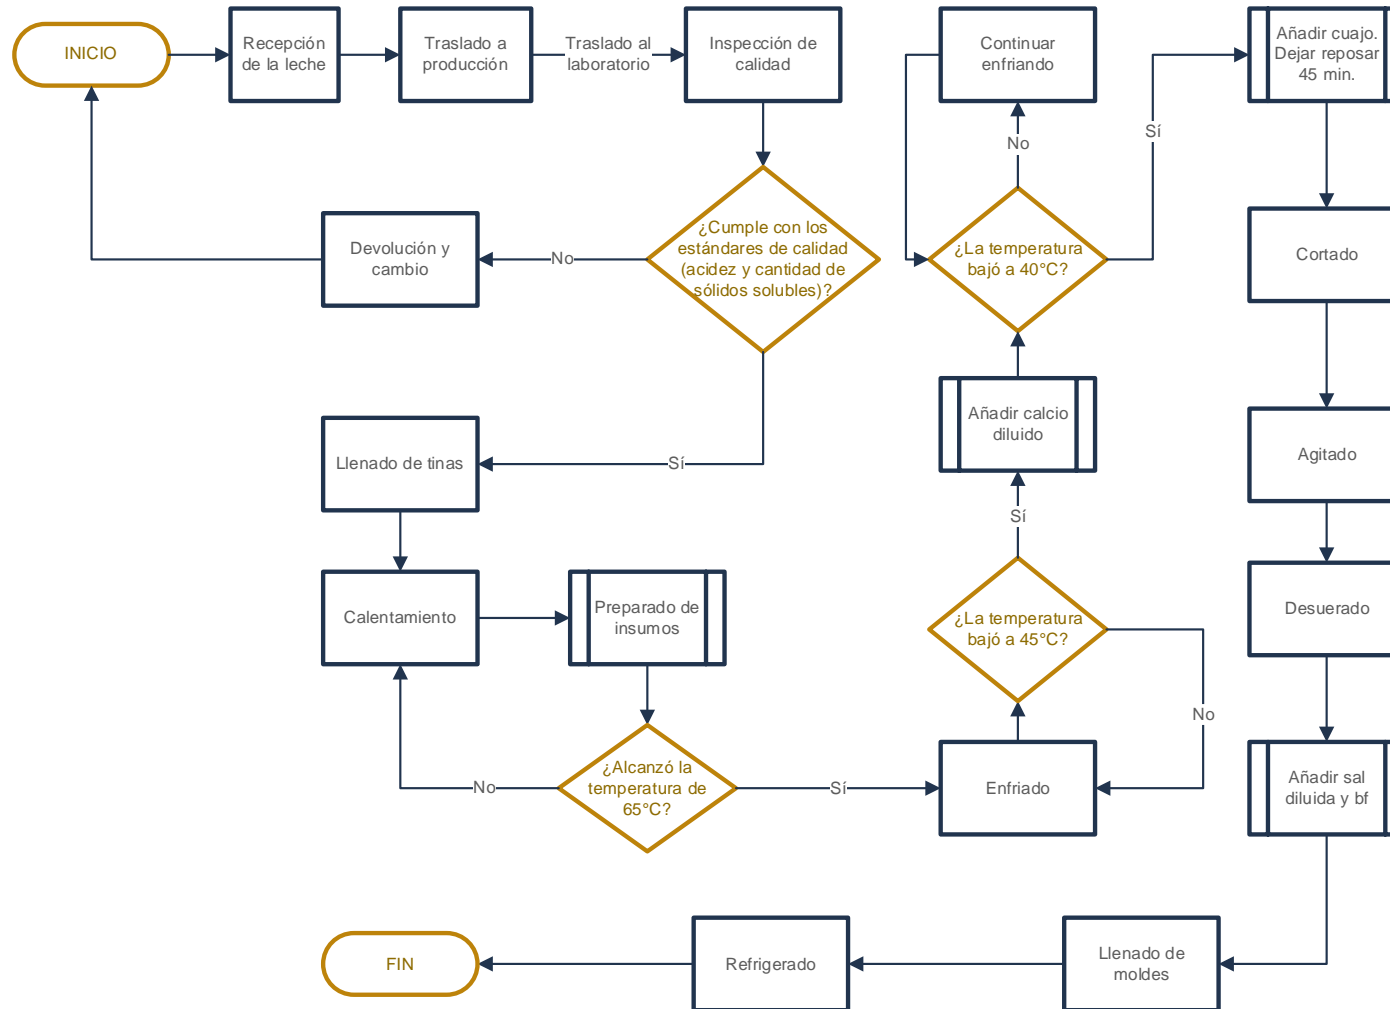 INICIO
Recepción
de la leche
Traslado a
producción
Traslado al
laboratorio
Inspección de
calidad
Continuar
enfriando
Añadir cuajo.
Dejar reposar
45 min.
No
Sí
¿Cumple con los
estándares de calidad
(acidez y cantidad de
sólidos solubles)?
Devolución y
cambio
No
¿La temperatura
bajó a 40°C?
Cortado
Añadir calcio
diluido
Llenado de tinas
Sí
Agitado
Sí
Calentamiento
Preparado de
insumos
¿La temperatura
bajó a 45°C?
Desuerado
No
¿Alcanzó la
temperatura de
65°C?
No
Sí
Enfriado
Añadir sal
diluida y bf
FIN
Refrigerado
Llenado de
moldes